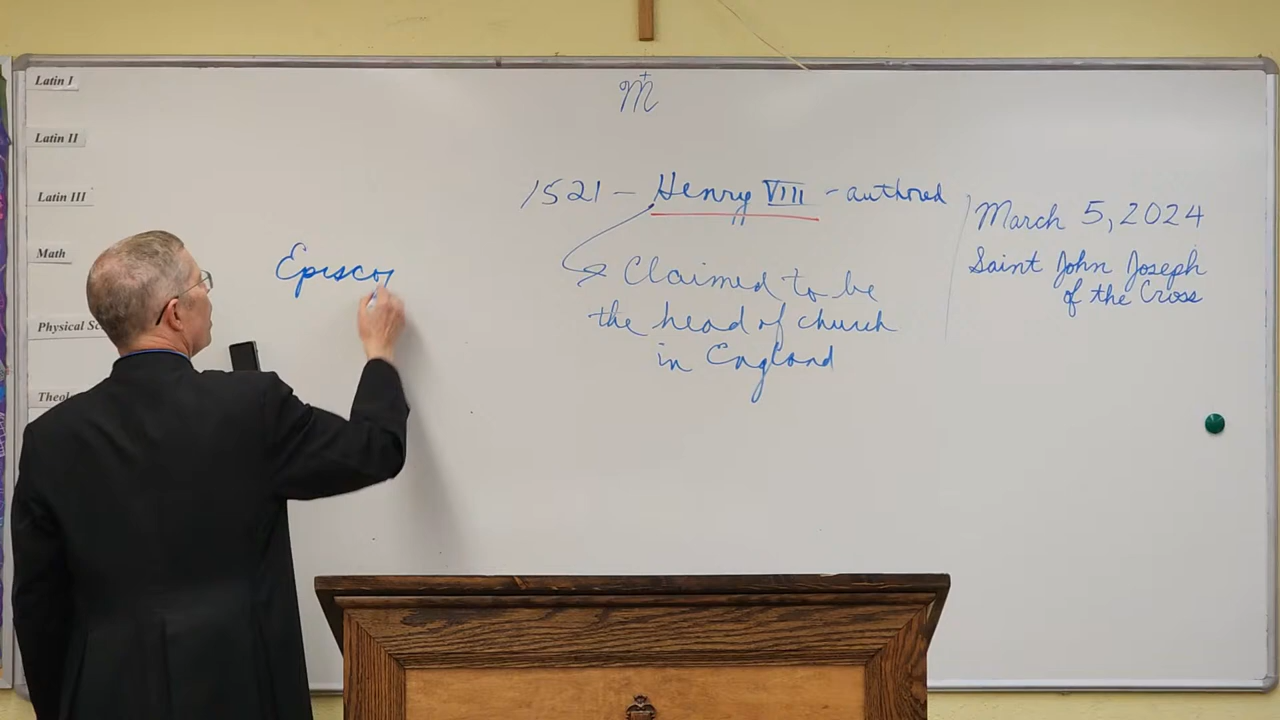 Latin I
Latin II
Latin III
Math
Physical Sc
Theol
M
1521 – Henry VIII - authored
Claimed to be
the head of church
in England
Episcop
March 5, 2024
Saint John Joseph
of the Cross